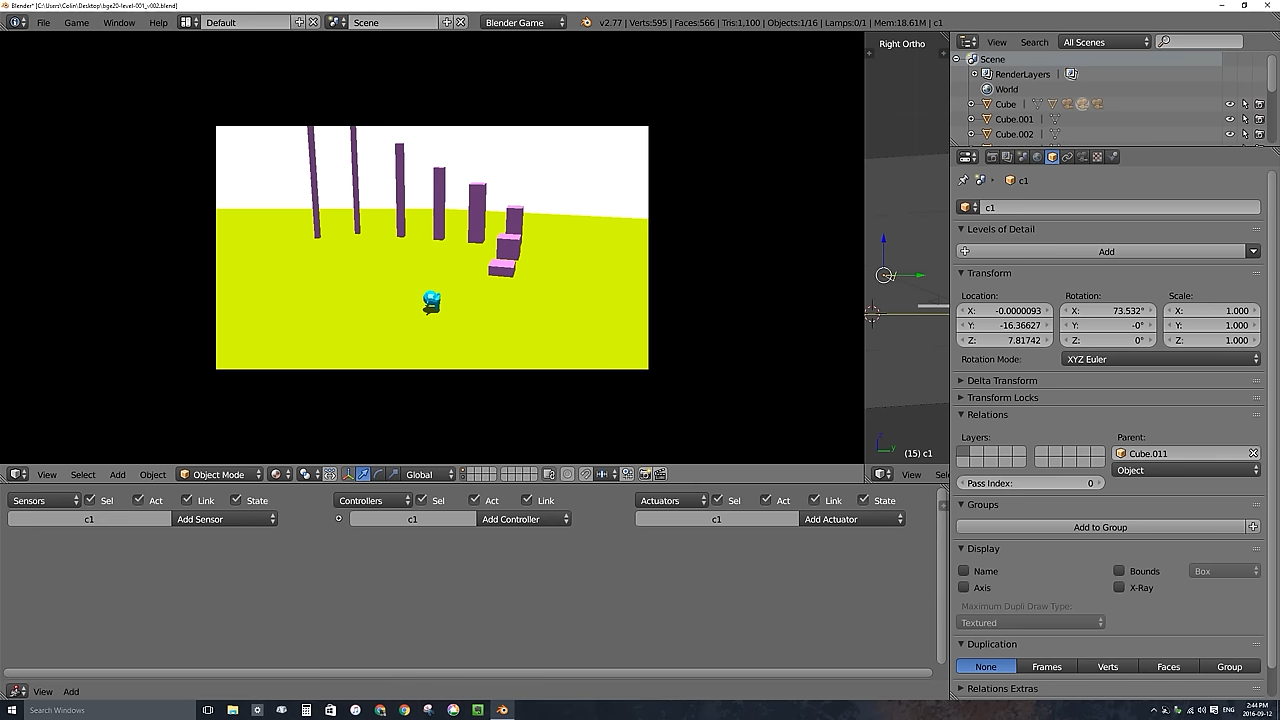 Blender* [C:\Users\Colin\Desktop\bge20-level-001_v002.blend]
File Game Window Help Default Scene Blender Game v2.77 | Verts:595 | Faces:566 | Tris:1,100 | Objects:1/16 | Lamps:0/1 | Mem:18.61M | c1
Right Ortho
View Search All Scenes
Scene
RenderLayers
World
Cube
Cube.001
Cube.002
c1
c1
Levels of Detail
Add
Transform
Location: Rotation: Scale:
X: -0.0000093 X: 73.532° X: 1.000
Y: -16.36627 Y: -0° Y: 1.000
Z: 7.81742 Z: 0° Z: 1.000
Rotation Mode: XYZ Euler
Delta Transform
Transform Locks
Relations
Layers: Parent:
Cube.011
Object
Pass Index: 0
(15) c1
View Select Add Object Object Mode Global View Sel
Sensors Sel Act Link State Controllers Sel Act Link Actuators Sel Act Link State
c1 Add Sensor c1 Add Controller c1 Add Actuator
Groups
Add to Group
Display
Name Bounds Box
Axis X-Ray
Maximum Dupli Draw Type:
Textured
Duplication
None Frames Verts Faces Group
Relations Extras
View Add
Search Windows
ENG 2:44 PM
2016-09-12